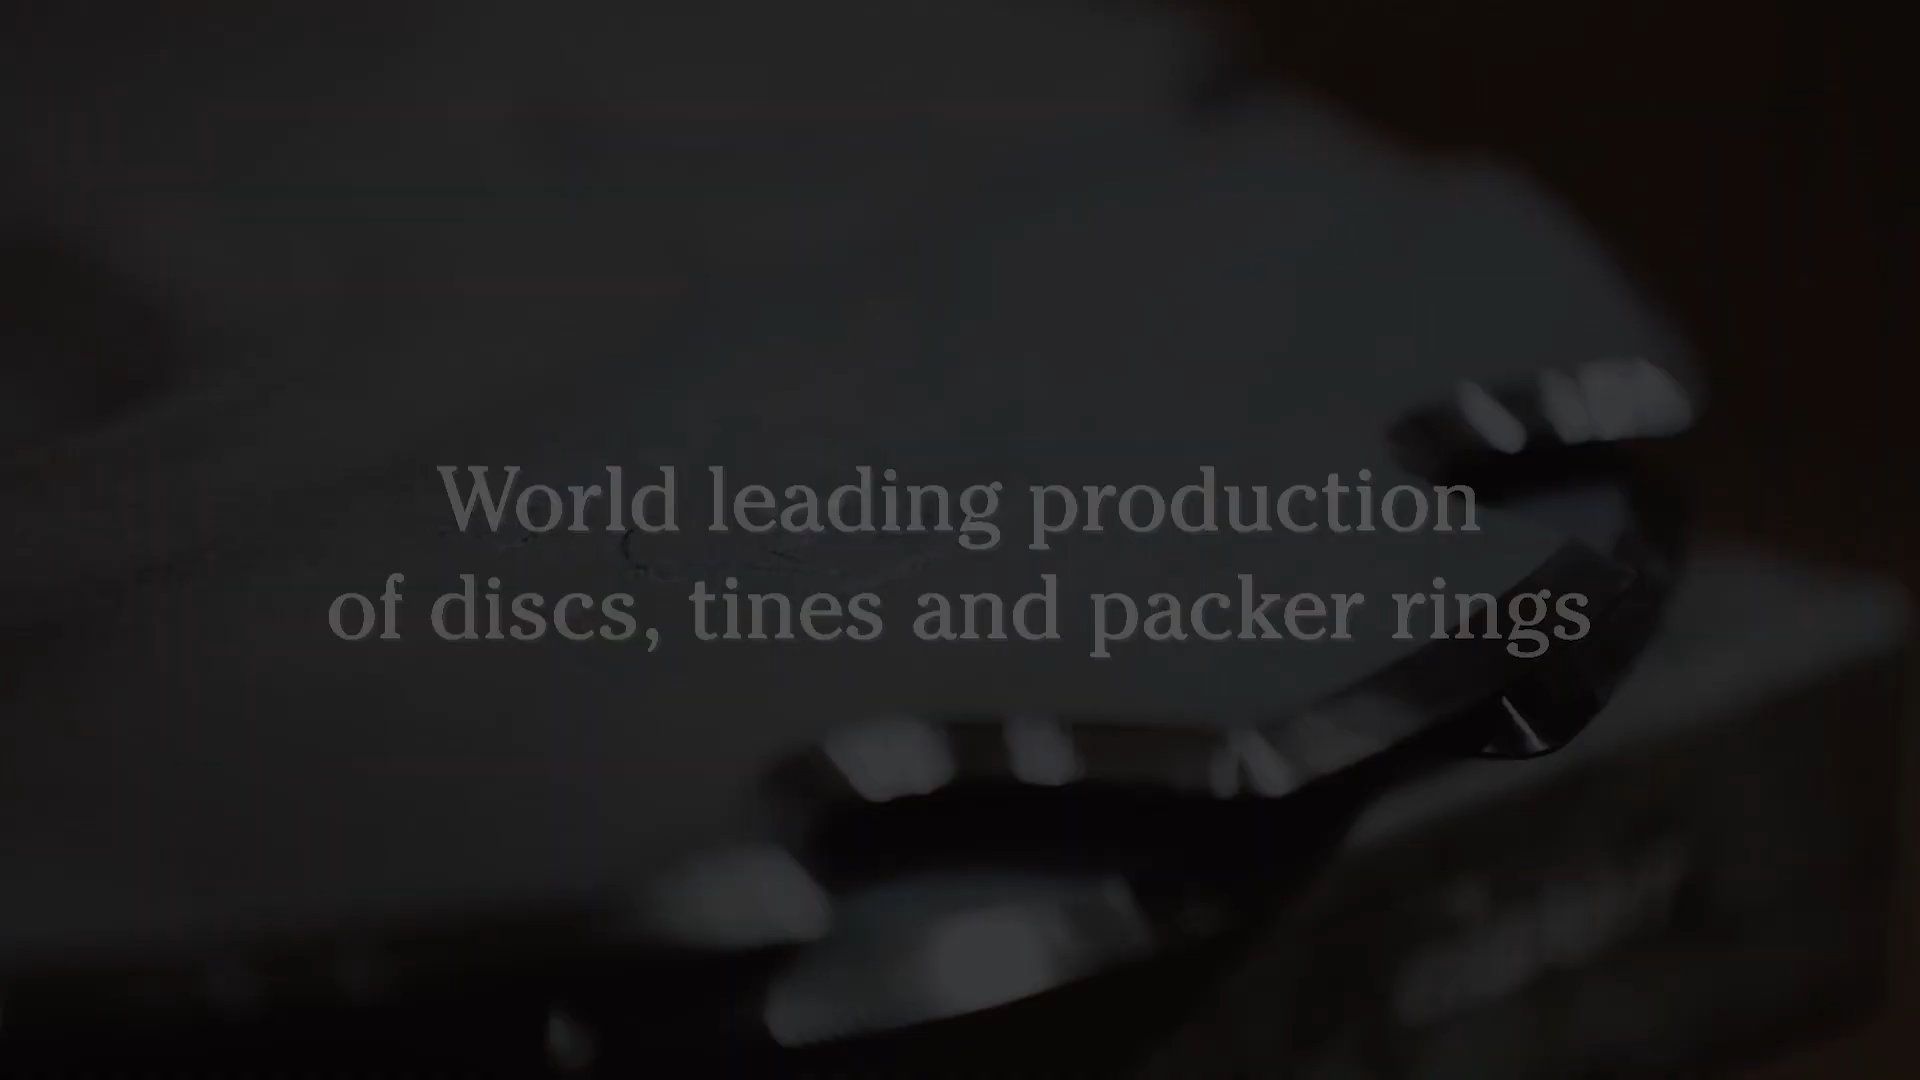 World leading production
of discs, tines and packer rings